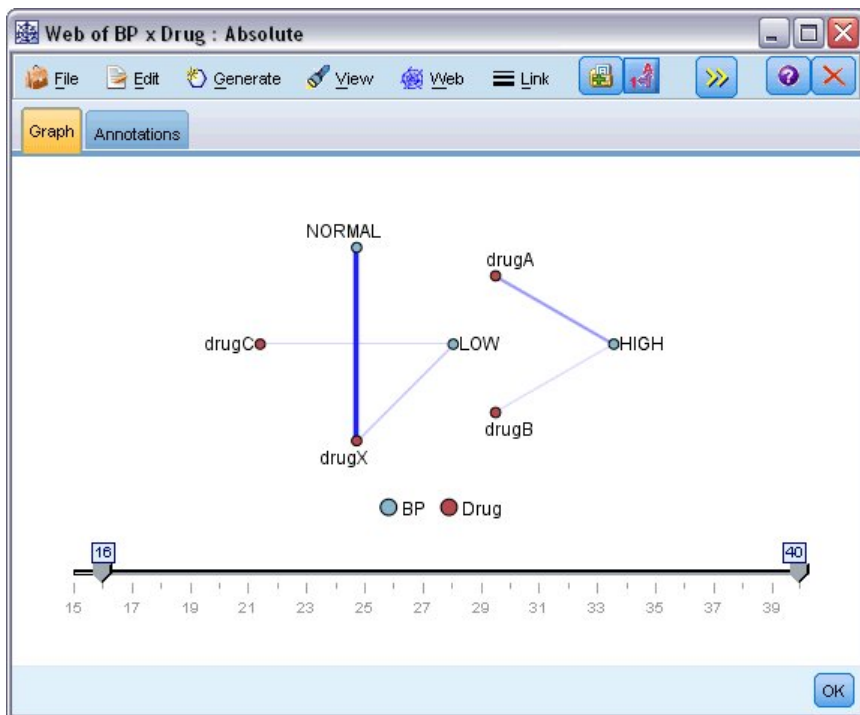 Web of BP x Drug : Absolute
File Edit Generate View Web Link
Graph Annotations
NORMAL
drugA
drugC LOW HIGH
drugB
drugX
BP Drug
16 40
15 17 19 21 23 25 27 29 31 33 35 37 39
OK